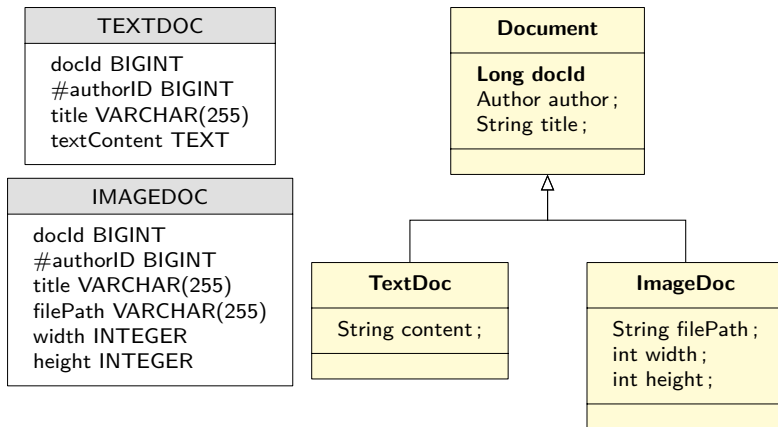 TEXTDOC
docId BIGINT
#authorID BIGINT
title VARCHAR(255)
textContent TEXT
IMAGEDOC
docId BIGINT
#authorID BIGINT
title VARCHAR(255)
filePath VARCHAR(255)
width INTEGER
height INTEGER
Document
Long docId
Author author;
String title;
TextDoc
String content;
ImageDoc
String filePath;
int width;
int height;